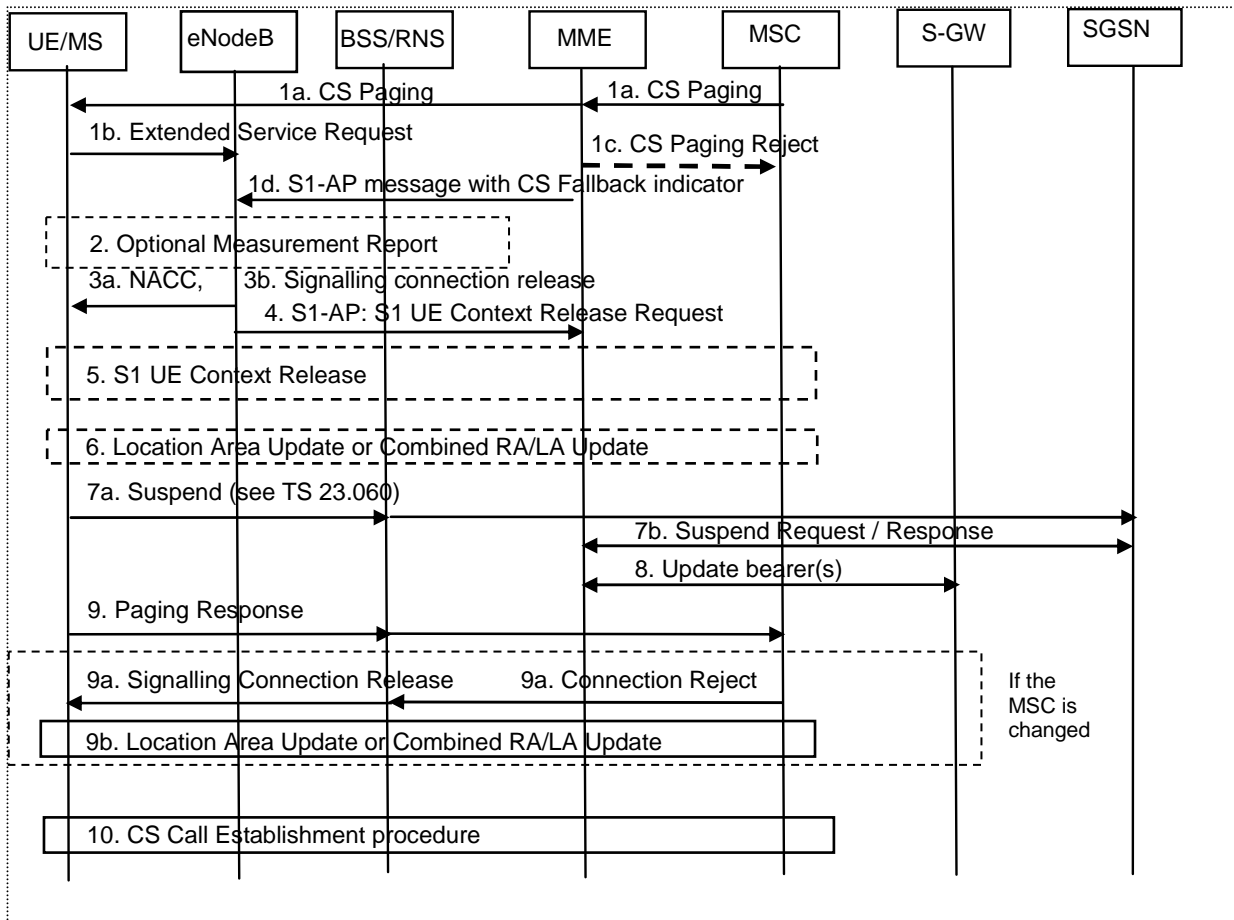 UE/MS
eNodeB
BSS/RNS
MME
MSC
S-GW
SGSN
1a. CS Paging
1a. CS Paging
1b. Extended Service Request
1c. CS Paging Reject
1d. S1-AP message with CS Fallback indicator
2. Optional Measurement Report
3a. NACC,
3b. Signalling connection release
4. S1-AP: S1 UE Context Release Request
5. S1 UE Context Release
6. Location Area Update or Combined RA/LA Update
7a. Suspend (see TS 23.060)
7b. Suspend Request / Response
8. Update bearer(s)
9. Paging Response
9a. Signalling Connection Release
9a. Connection Reject
If the
MSC is
changed
9b. Location Area Update or Combined RA/LA Update
10. CS Call Establishment procedure